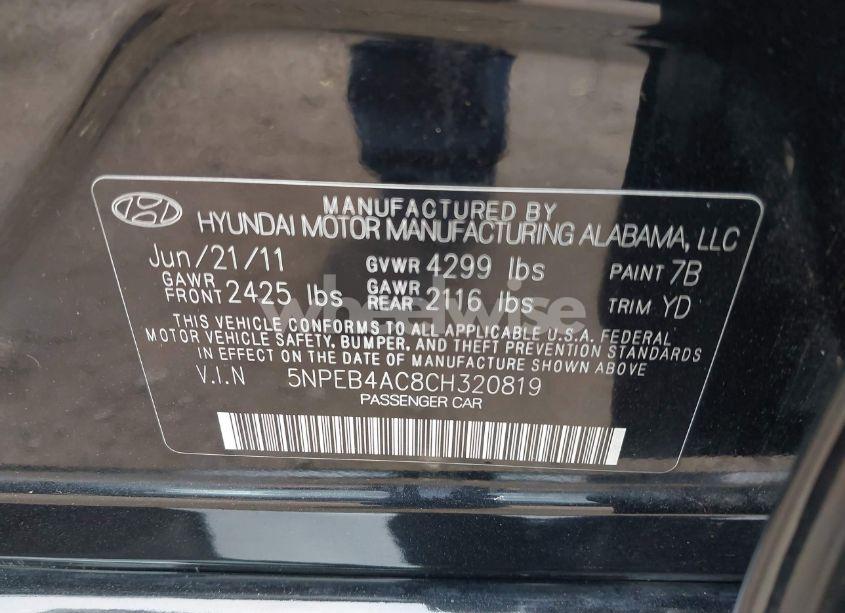 MANUFACTURED BY
HYUNDAI MOTOR MANUFACTURING ALABAMA, LLC
Jun/21/11 GVWR 4299 lbs PAINT 7B
GAWR FRONT 2425 lbs GAWR REAR 2116 lbs TRIM YD
THIS VEHICLE CONFORMS TO ALL APPLICABLE U.S.A. FEDERAL
MOTOR VEHICLE SAFETY, BUMPER, AND THEFT PREVENTION STANDARDS
IN EFFECT ON THE DATE OF MANUFACTURE SHOWN ABOVE
V.I.N 5NPEB4AC8CH320819
PASSENGER CAR
wheelwise